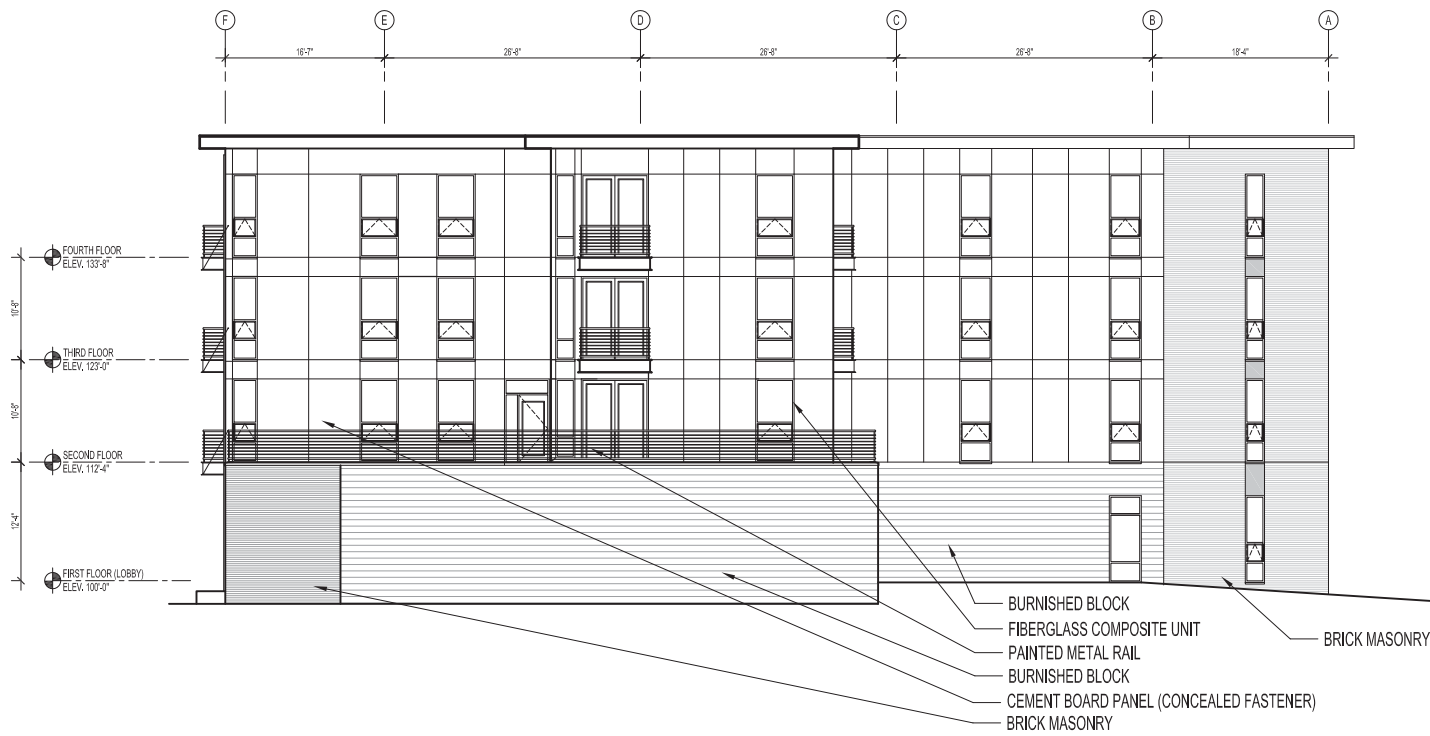 F E D C B A
16'-7" 26'-8" 26'-8" 26'-8" 18'-4"
FOURTH FLOOR
ELEV. 133'-8"
10'-8"
THIRD FLOOR
ELEV. 123'-0"
10'-8"
SECOND FLOOR
ELEV. 112'-4"
12'-4"
FIRST FLOOR (LOBBY)
ELEV. 100'-0"
BURNISHED BLOCK
FIBERGLASS COMPOSITE UNIT
BRICK MASONRY
PAINTED METAL RAIL
BURNISHED BLOCK
CEMENT BOARD PANEL (CONCEALED FASTENER)
BRICK MASONRY